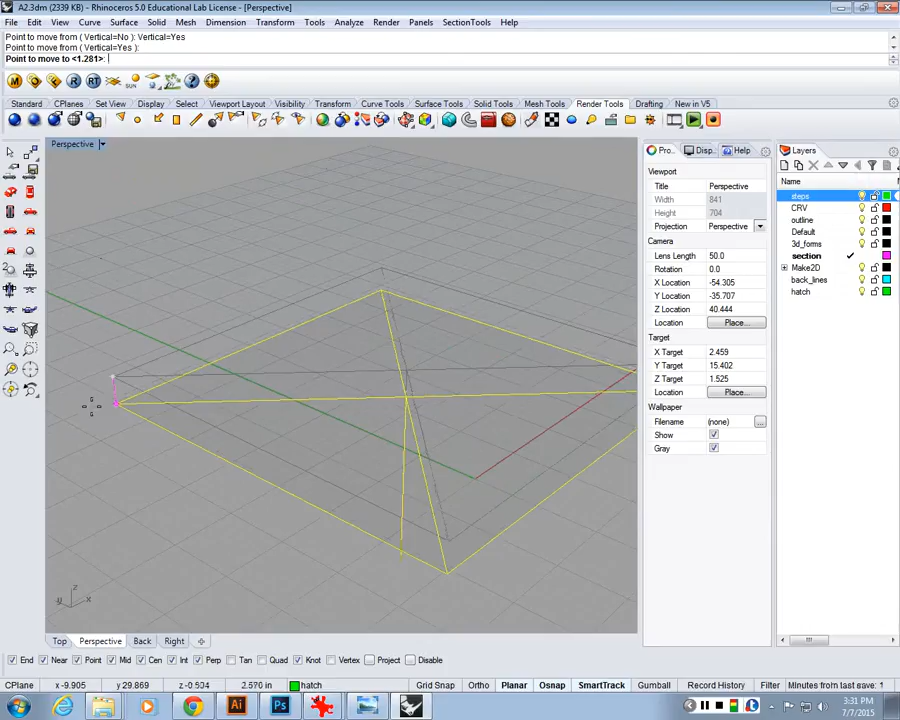 A2.3dm (2339 KB) - Rhinoceros 5.0 Educational Lab License - [Perspective]
File Edit View Curve Surface Solid Mesh Dimension Transform Tools Analyze Render Panels SectionTools Help
Point to move from ( Vertical=No ): Vertical=Yes
Point to move from ( Vertical=Yes ):
Point to move to <1.281>:
Standard CPlanes Set View Display Select Viewport Layout Visibility Transform Curve Tools Surface Tools Solid Tools Mesh Tools Render Tools Drafting New in V5
Perspective
Pro... Disp... Help
Viewport
Title Perspective
Width 841
Height 704
Projection Perspective
Camera
Lens Length 50.0
Rotation 0.0
X Location -54.305
Y Location -35.707
Z Location 40.444
Location Place...
Target
X Target 2.459
Y Target 15.402
Z Target 1.525
Location Place...
Wallpaper
Filename (none) ...
Show
Gray
Layers
Name
steps
CRV
outline
Default
3d_forms
section
Make2D
back_lines
hatch
z
y x
Top Perspective Back Right
End Near Point Mid Cen Int Perp Tan Quad Knot Vertex Project Disable
CPlane x -9.905 y 29.869 z -0.504 2.570 in hatch Grid Snap Ortho Planar Osnap SmartTrack Gumball Record History Filter Minutes from last save: 1
3:31 PM
7/7/2015